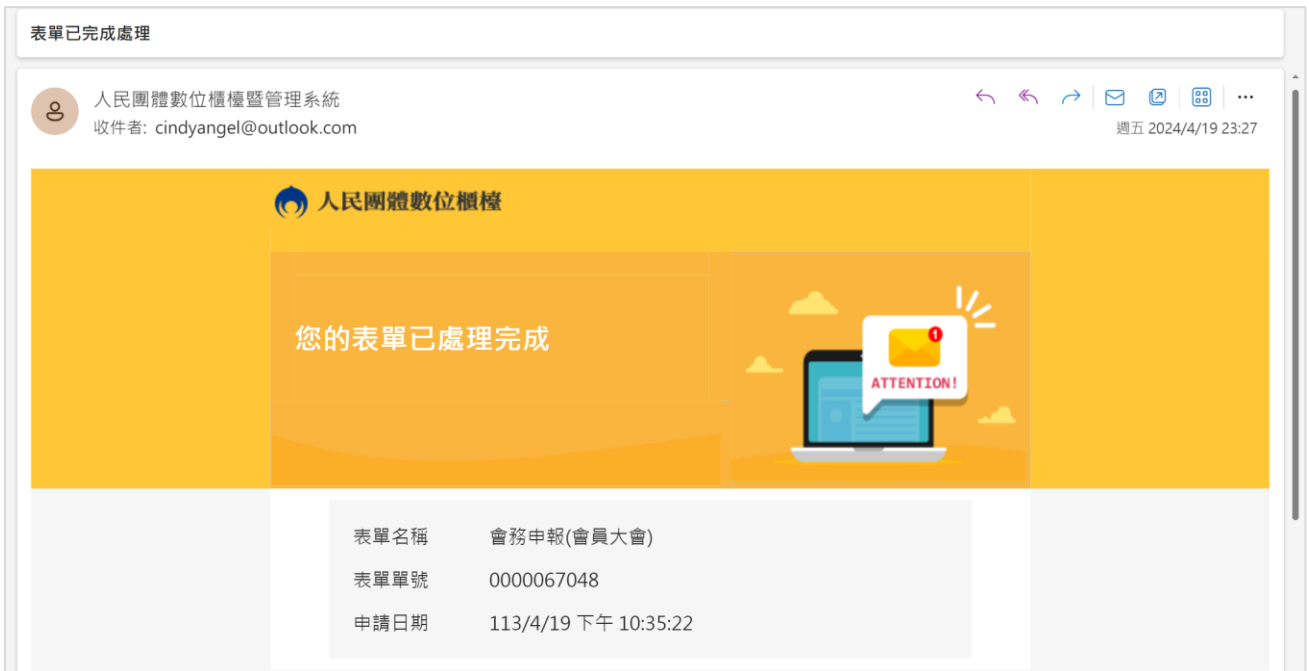 表單已完成處理
人民團體數位櫃檯暨管理系統
收件者: cindyangel@outlook.com
週五 2024/4/19 23:27
人民團體數位櫃檯
您的表單已處理完成
1
ATTENTION!
表單名稱 會務申報(會員大會)
表單單號 0000067048
申請日期 113/4/19 下午 10:35:22